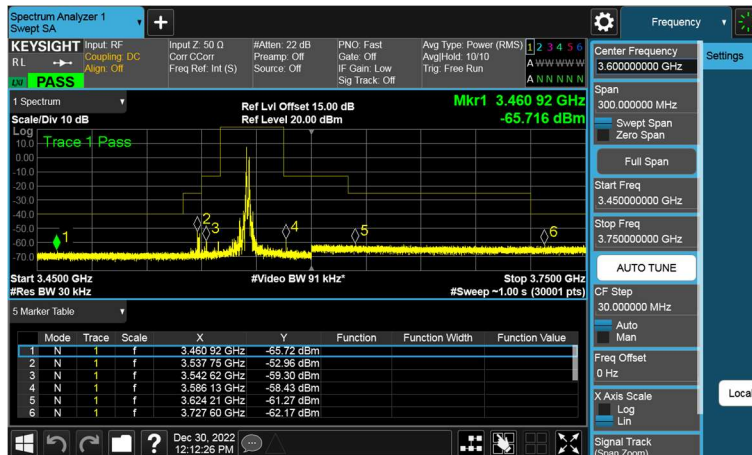 Spectrum Analyzer 1
Swept SA
Frequency
KEYSIGHT
RL
LXI PASS
Input: RF
Coupling: DC
Align: Off
Input Z: 50 Ω
Corr CCorr
Freq Ref: Int (S)
#Atten: 22 dB
Preamp: Off
Source: Off
PNO: Fast
Gate: Off
IF Gain: Low
Sig Track: Off
Avg Type: Power (RMS)
Avg|Hold: 10/10
Trig: Free Run
1 2 3 4 5 6
A W W W W W
A N N N N N
1 Spectrum
Scale/Div 10 dB
Ref Lvl Offset 15.00 dB
Ref Level 20.00 dBm
Mkr1 3.460 92 GHz
-65.716 dBm
Log
Trace 1 Pass
10.0
0.00
-10.0
-20.0
-30.0
-40.0
-50.0
-60.0
-70.0
1
2
3
4
5
6
Start 3.4500 GHz
#Res BW 30 kHz
#Video BW 91 kHz*
Stop 3.7500 GHz
#Sweep ~1.00 s (30001 pts)
5 Marker Table
Mode Trace Scale X Y Function Function Width Function Value
1 N 1 f 3.460 92 GHz -65.72 dBm
2 N 1 f 3.537 75 GHz -52.96 dBm
3 N 1 f 3.542 62 GHz -59.30 dBm
4 N 1 f 3.586 13 GHz -58.43 dBm
5 N 1 f 3.624 21 GHz -61.27 dBm
6 N 1 f 3.727 60 GHz -62.17 dBm
Dec 30, 2022
12:12:26 PM
Center Frequency
3.600000000 GHz
Settings
Span
300.000000 MHz
Swept Span
Zero Span
Full Span
Start Freq
3.450000000 GHz
Stop Freq
3.750000000 GHz
AUTO TUNE
CF Step
30.000000 MHz
Auto
Man
Freq Offset
0 Hz
X Axis Scale
Log
Lin
Local
Signal Track
(Span Zoom)